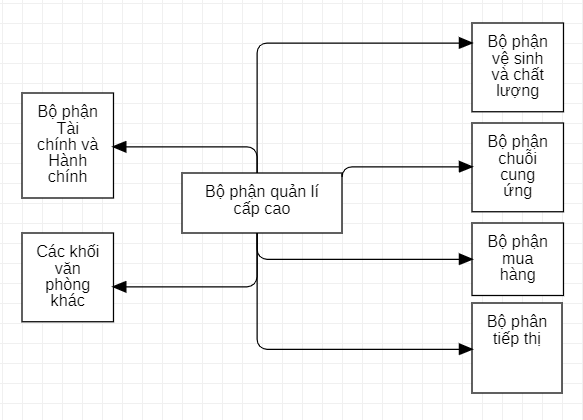 Bộ phận
Tài
chính và
Hành
chính
Các khối
văn
phòng
khác
Bộ phận quản lí
cấp cao
Bộ phận
vệ sinh
và chất
lượng
Bộ phận
chuỗi
cung
ứng
Bộ phận
mua
hàng
Bộ phân
tiếp thị